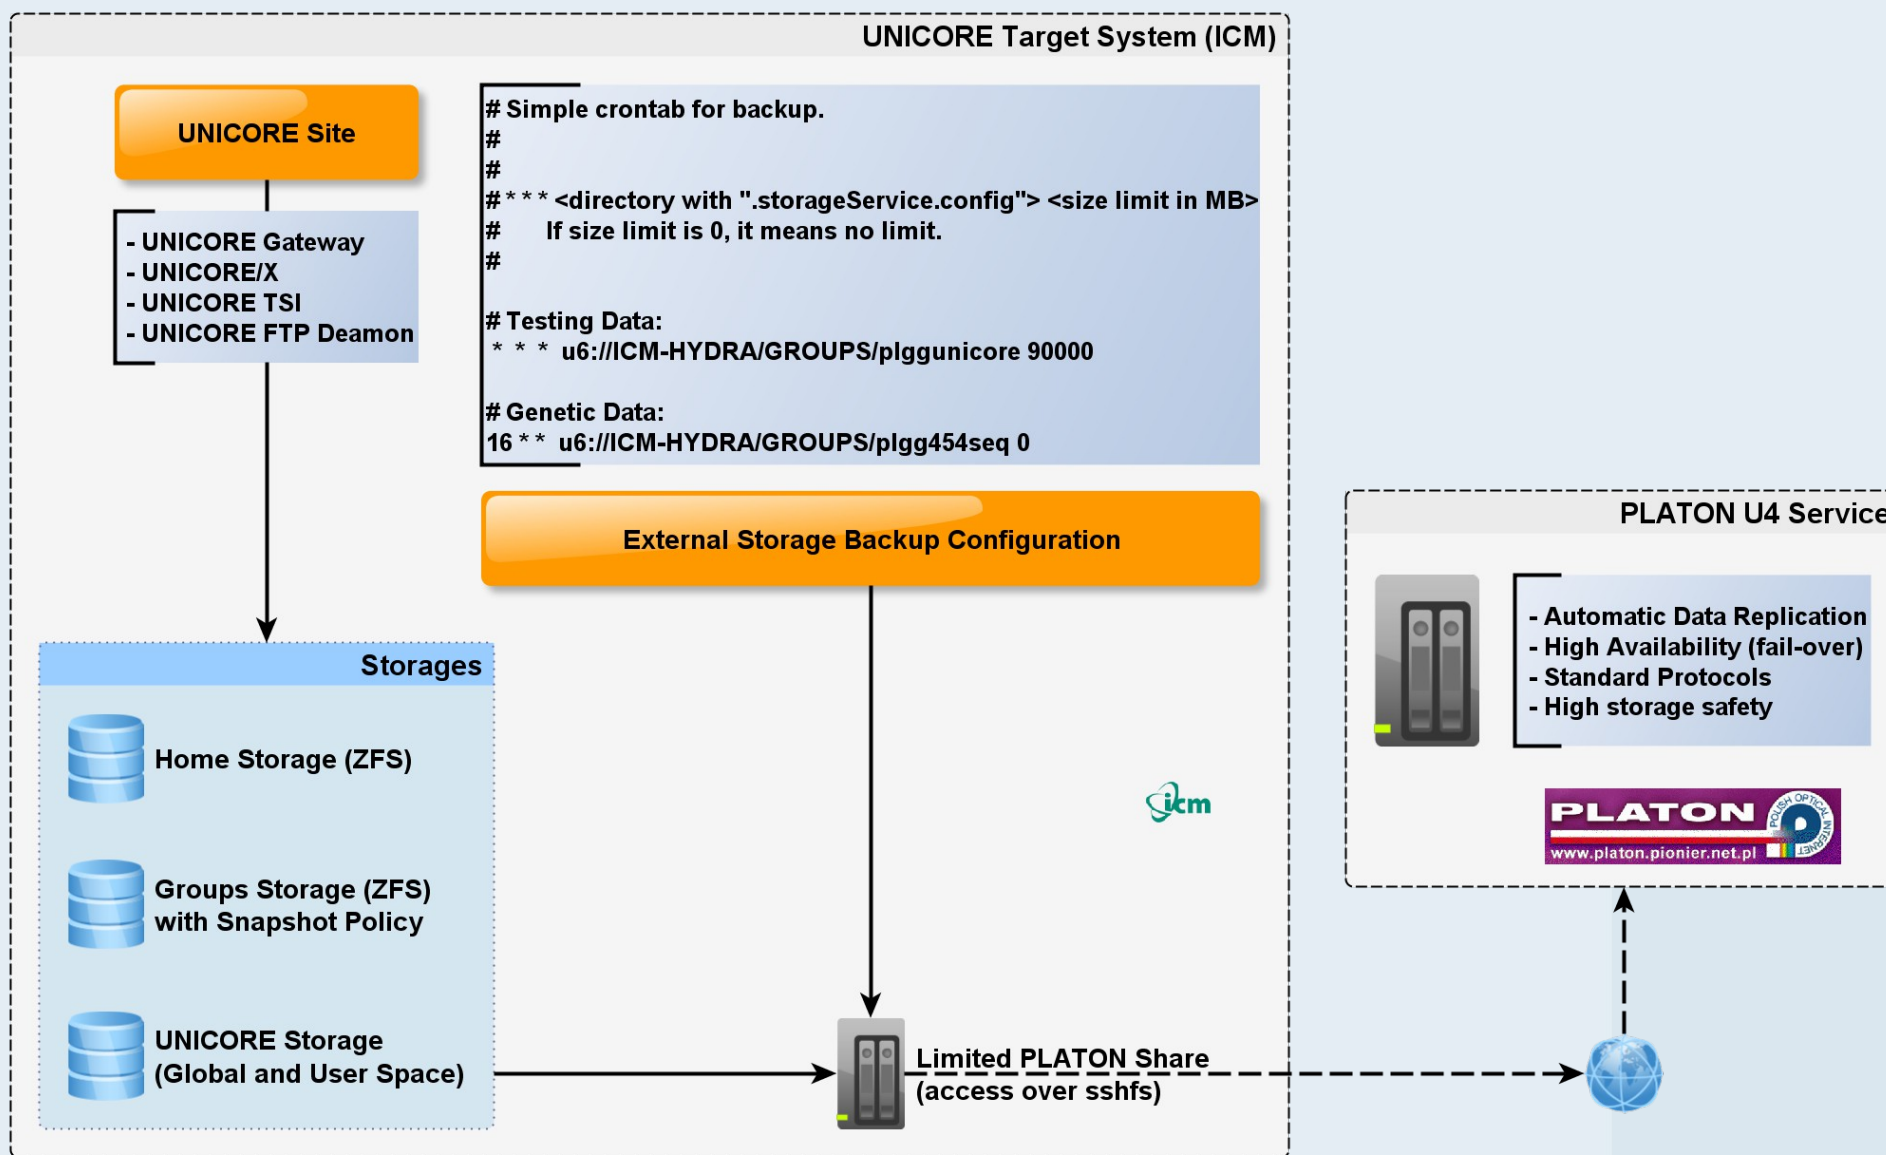 UNICORE Target System (ICM)
UNICORE Site
- UNICORE Gateway
- UNICORE/X
- UNICORE TSI
- UNICORE FTP Deamon
# Simple crontab for backup.
#
#
# * * * <directory with ".storageService.config"> <size limit in MB>
# If size limit is 0, it means no limit.
#
# Testing Data:
* * * u6://ICM-HYDRA/GROUPS/plggunicore 90000
# Genetic Data:
16 * * u6://ICM-HYDRA/GROUPS/plgg454seq 0
External Storage Backup Configuration
Storages
Home Storage (ZFS)
Groups Storage (ZFS)
with Snapshot Policy
UNICORE Storage
(Global and User Space)
icm
Limited PLATON Share
(access over sshfs)
PLATON U4 Service
- Automatic Data Replication
- High Availability (fail-over)
- Standard Protocols
- High storage safety
PLATON
www.platon.pionier.net.pl
POLISH OPTICAL INTERNET